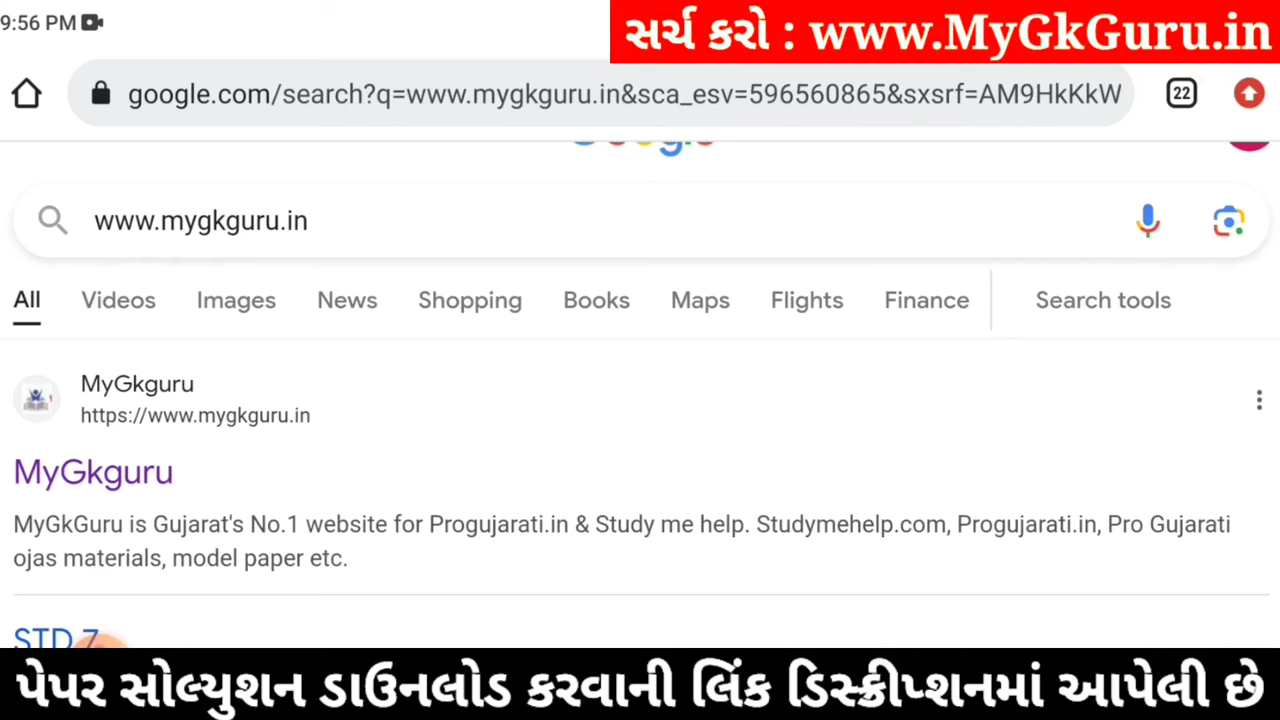 9:56 PM
સર્ચ કરો : www.MyGkGuru.in
google.com/search?q=www.mygkguru.in&sca_esv=596560865&sxsrf=AM9HkKkW
22
www.mygkguru.in
All Videos Images News Shopping Books Maps Flights Finance Search tools
MyGkguru
https://www.mygkguru.in
MyGkguru
MyGkGuru is Gujarat's No.1 website for Progujarati.in & Study me help. Studymehelp.com, Progujarati.in, Pro Gujarati
ojas materials, model paper etc.
STD 7
પેપર સોલ્યુશન ડાઉનલોડ કરવાની લિંક ડિસ્ક્રીપ્શનમાં આપેલી છે